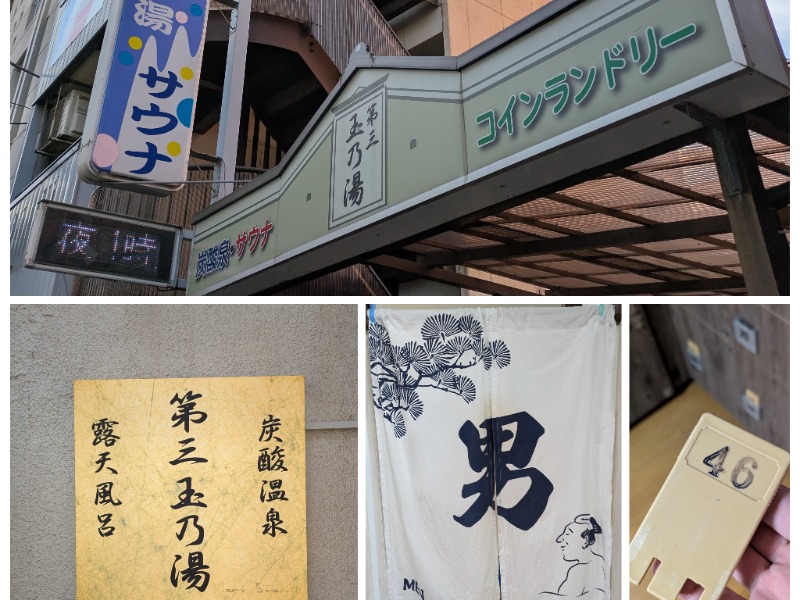 湯
サウナ
夜1時
炭酸泉・サウナ
第三
玉乃湯
コインランドリー
炭酸温泉
第三玉乃湯
露天風呂
男
46